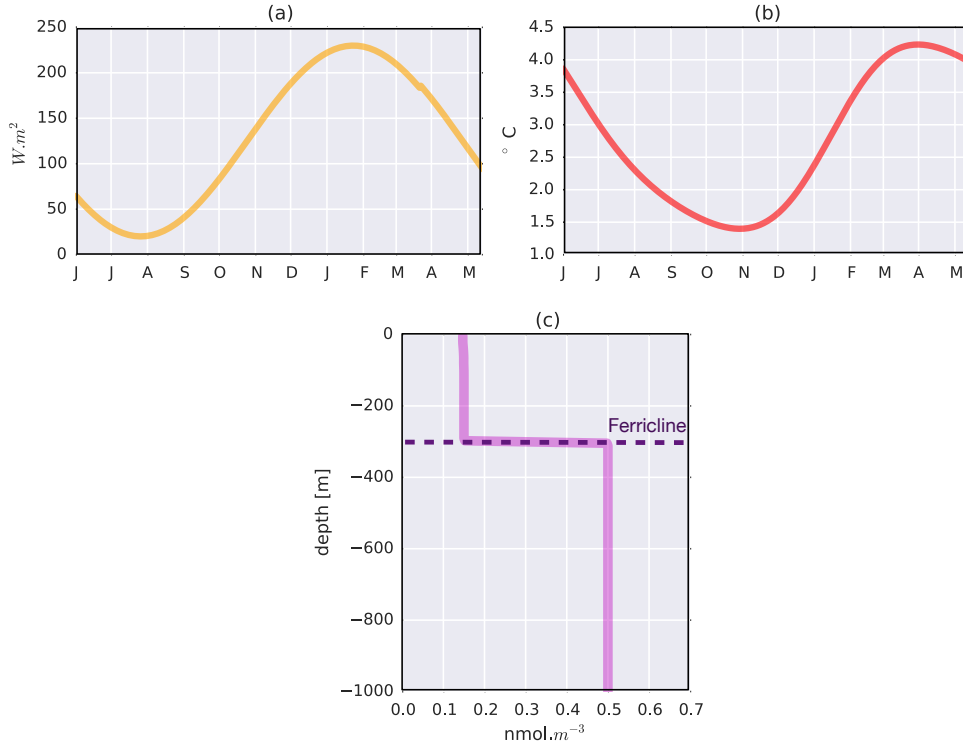 (a)
250
200
150
100
50
0
W.m²
J J A S O N D J F M A M
(b)
4.5
4.0
3.5
3.0
2.5
2.0
1.5
1.0
° C
J J A S O N D J F M A M
(c)
0
−200
−400
−600
−800
−1000
depth [m]
Ferricline
0.0 0.1 0.2 0.3 0.4 0.5 0.6 0.7
nmol.m⁻³